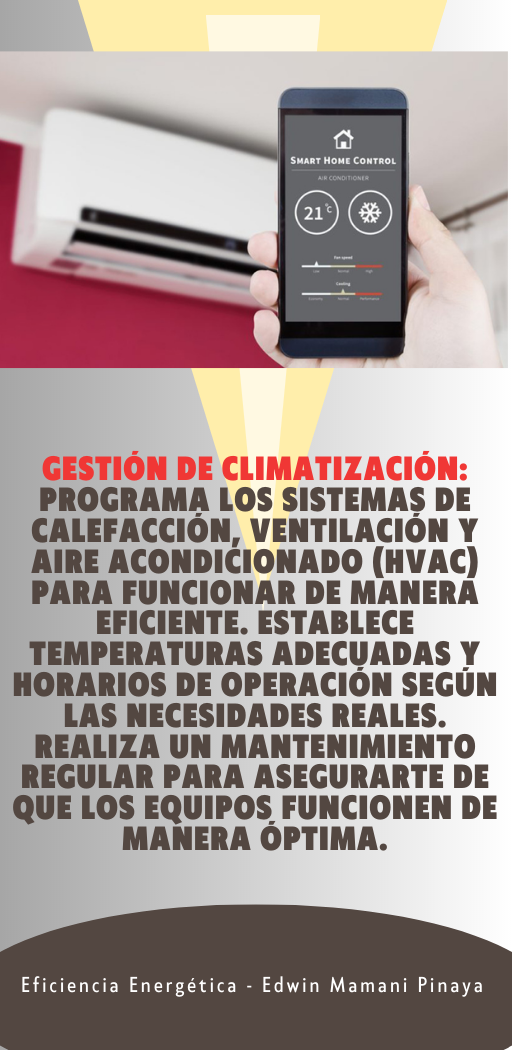 SMART HOME CONTROL
AIR CONDITIONER
21°C
Fan speed
Low Normal High
Cooling
Economy Normal Performance
GESTIÓN DE CLIMATIZACIÓN:
PROGRAMA LOS SISTEMAS DE
CALEFACCIÓN, VENTILACIÓN Y
AIRE ACONDICIONADO (HVAC)
PARA FUNCIONAR DE MANERA
EFICIENTE. ESTABLECE
TEMPERATURAS ADECUADAS Y
HORARIOS DE OPERACIÓN SEGÚN
LAS NECESIDADES REALES.
REALIZA UN MANTENIMIENTO
REGULAR PARA ASEGURARTE DE
QUE LOS EQUIPOS FUNCIONEN DE
MANERA ÓPTIMA.
Eficiencia Energética - Edwin Mamani Pinaya